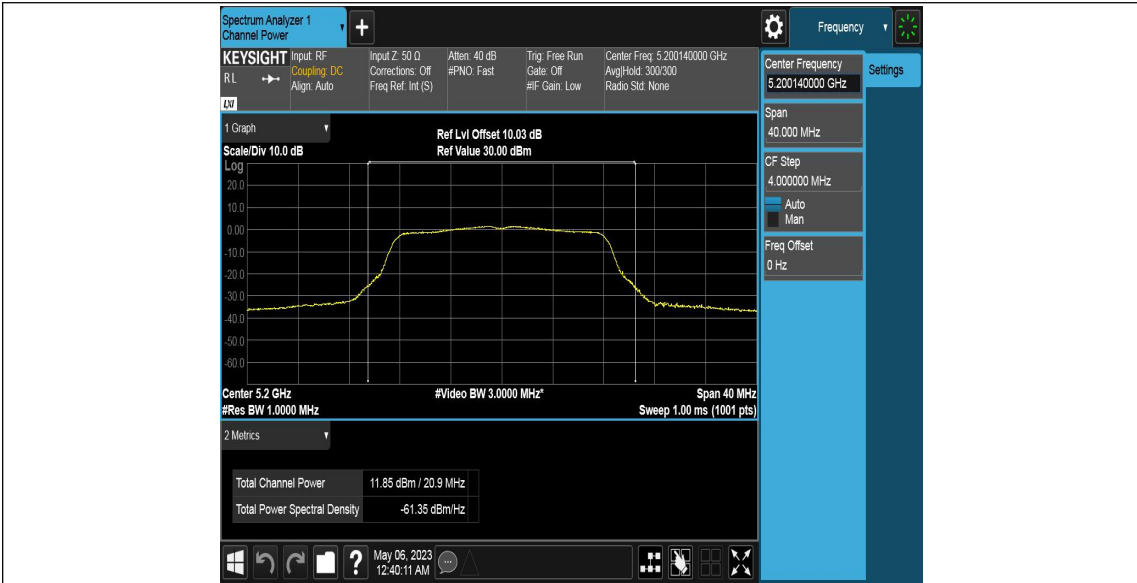 Spectrum Analyzer 1
Channel Power
+
Frequency
KEYSIGHT
RL
LXI
Input: RF
Coupling: DC
Align: Auto
Input Z: 50 Ω
Corrections: Off
Freq Ref: Int (S)
Atten: 40 dB
#PNO: Fast
Trig: Free Run
Gate: Off
#IF Gain: Low
Center Freq: 5.200140000 GHz
Avg|Hold: 300/300
Radio Std: None
Center Frequency
5.200140000 GHz
Settings
Span
40.000 MHz
CF Step
4.000000 MHz
Auto
Man
Freq Offset
0 Hz
1 Graph
Scale/Div 10.0 dB
Ref Lvl Offset 10.03 dB
Ref Value 30.00 dBm
Log
20.0
10.0
0.00
-10.0
-20.0
-30.0
-40.0
-50.0
-60.0
Center 5.2 GHz
#Video BW 3.0000 MHz*
Span 40 MHz
#Res BW 1.0000 MHz
Sweep 1.00 ms (1001 pts)
2 Metrics
Total Channel Power 11.85 dBm / 20.9 MHz
Total Power Spectral Density -61.35 dBm/Hz
?
May 06, 2023
12:40:11 AM